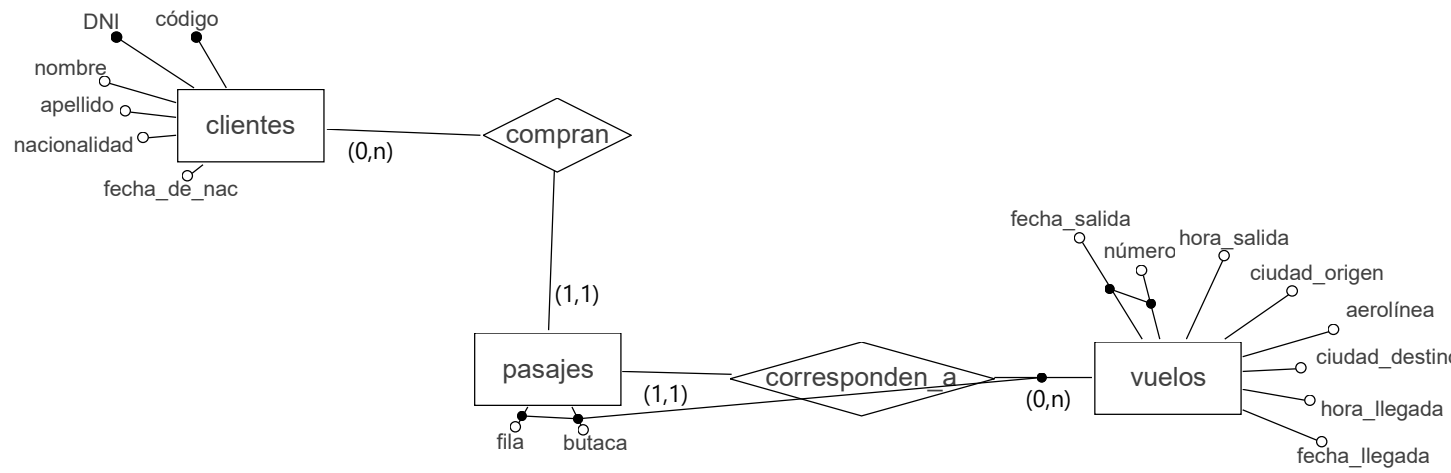 DNI
código
nombre
apellido
nacionalidad
fecha_de_nac
clientes
(0,n)
compran
(1,1)
pasajes
fila
butaca
(1,1)
corresponden_a
(0,n)
vuelos
fecha_salida
número
hora_salida
ciudad_origen
aerolínea
ciudad_destino
hora_llegada
fecha_llegada